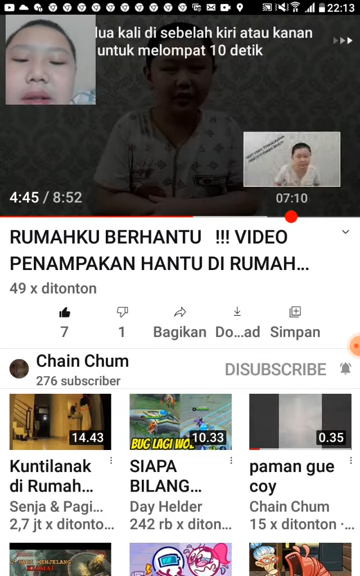 22:13
lua kali di sebelah kiri atau kanan
untuk melompat 10 detik
4:45 / 8:52
07:10
RUMAHKU BERHANTU !!! VIDEO
PENAMPAKAN HANTU DI RUMAH...
49 x ditonton
7
1
Bagikan
Do...ad
Simpan
Chain Chum
276 subscriber
DISUBSCRIBE
14.43
BUG LAGI WO
10.33
0.35
Kuntilanak
di Rumah...
Senja & Pagi...
2,7 jt x ditonto...
SIAPA
BILANG...
Day Helder
242 rb x diton...
paman gue
coy
Chain Chum
15 x ditonton ·...